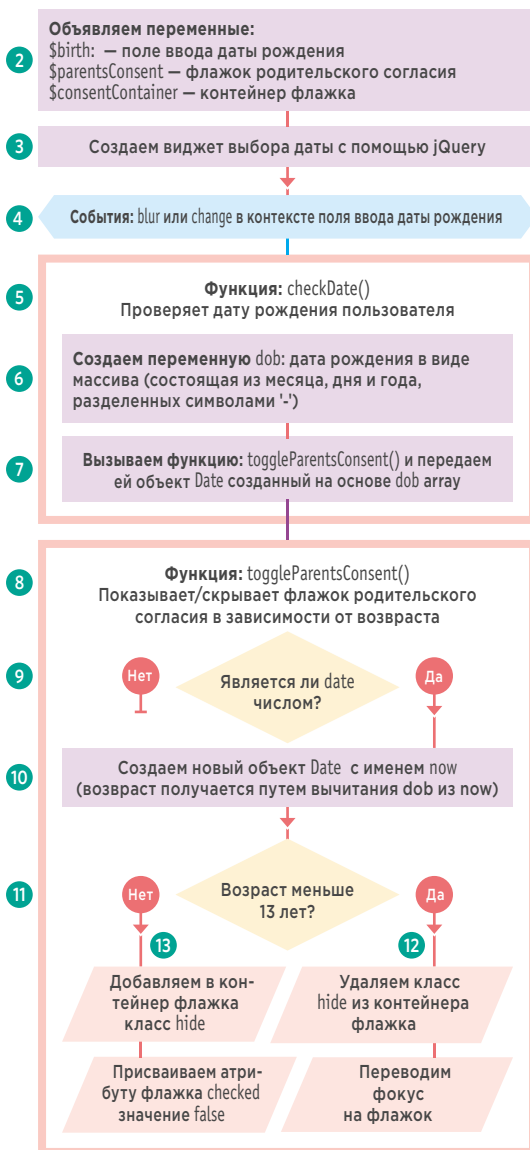 2
Объявляем переменные:
$birth: — поле ввода даты рождения
$parentsConsent — флажок родительского согласия
$consentContainer — контейнер флажка
3
Создаем виджет выбора даты с помощью jQuery
4
События: blur или change в контексте поля ввода даты рождения
5
Функция: checkDate()
Проверяет дату рождения пользователя
6
Создаем переменную dob: дата рождения в виде
массива (состоящая из месяца, дня и года,
разделенных символами '-')
7
Вызываем функцию: toggleParentsConsent() и передаем
ей объект Date созданный на основе dob array
8
Функция: toggleParentsConsent()
Показывает/скрывает флажок родительского
согласия в зависимости от возвраста
9
Нет
Является ли date
числом?
Да
10
Создаем новый объект Date с именем now
(возвраст получается путем вычитания dob из now)
11
Нет
Возраст меньше
13 лет?
Да
13
12
Добавляем в кон-
тейнер флажка
класс hide
Удаляем класс
hide из контейнера
флажка
Присваиваем атри-
буту флажка checked
значение false
Переводим
фокус
на флажок